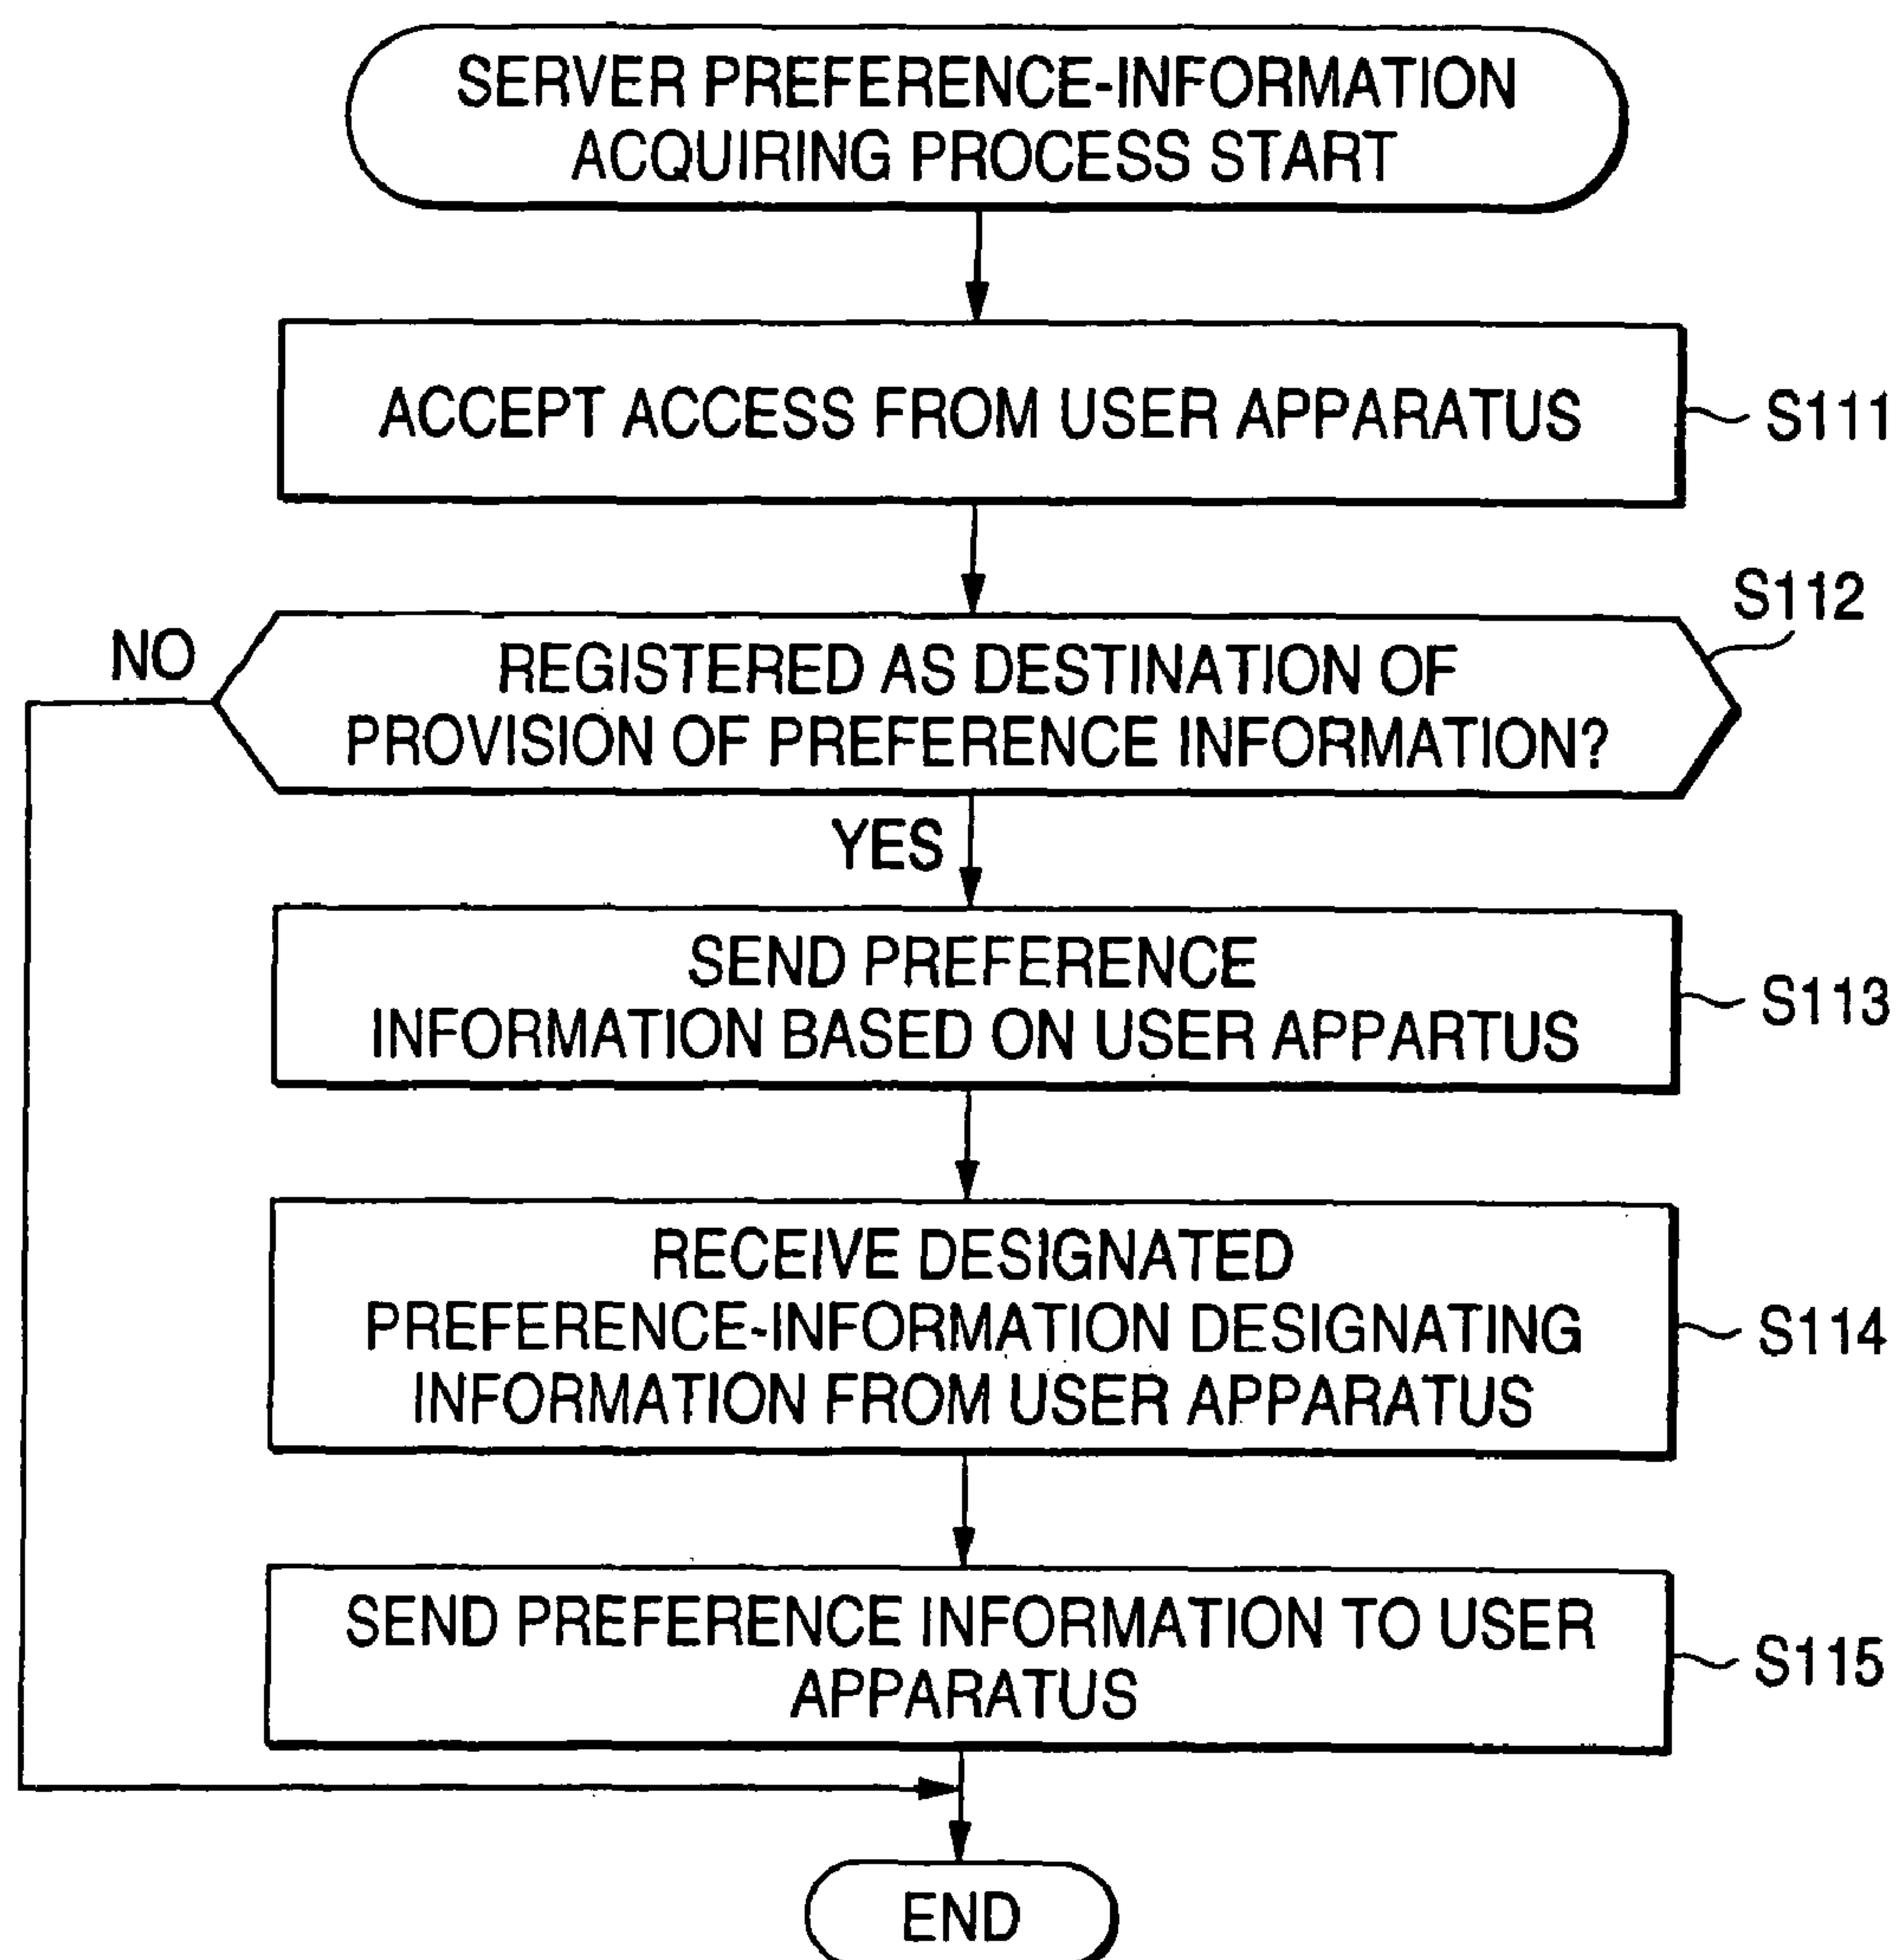 SERVER PREFERENCE-INFORMATION
ACQUIRING PROCESS START
ACCEPT ACCESS FROM USER APPARATUS
S111
S112
NO
REGISTERED AS DESTINATION OF
PROVISION OF PREFERENCE INFORMATION?
YES
SEND PREFERENCE
INFORMATION BASED ON USER APPARTUS
S113
RECEIVE DESIGNATED
PREFERENCE-INFORMATION DESIGNATING
INFORMATION FROM USER APPARATUS
S114
SEND PREFERENCE INFORMATION TO USER
APPARATUS
S115
END